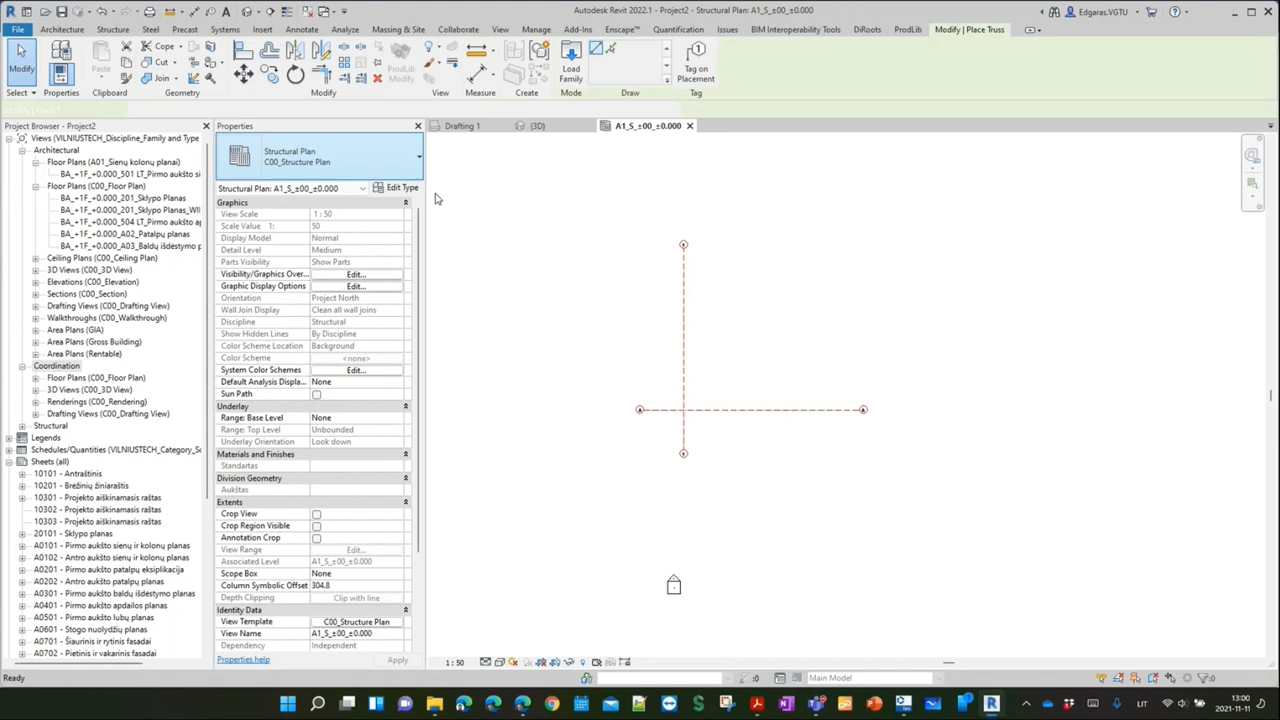 Autodesk Revit 2022.1 - Project2 - Structural Plan: A1_S_±00_±0.000
Edgaras.VGTU
File Architecture Structure Steel Precast Systems Insert Annotate Analyze Massing & Site Collaborate View Manage Add-Ins Enscape™ Quantification Issues BIM Interoperability Tools DiRoots ProdLib Modify | Place Truss
Modify
Paste
Cope
Cut
Join
ProdLib
Modify
Load
Family
Tag on
Placement
Select Properties Clipboard Geometry Modify View Measure Create Mode Draw Tag
Project Browser - Project2
Views (VILNIUSTECH_Discipline_Family and Type
Architectural
Floor Plans (A01_Sienų kolonų planai)
BA_+1F_+0.000_501 LT_Pirmo aukšto si
Floor Plans (C00_Floor Plan)
BA_+1F_+0.000_201_Sklypo Planas
BA_+1F_+0.000_201_Sklypo Planas_WI
BA_+1F_+0.000_504 LT_Pirmo aukšto ap
BA_+1F_+0.000_A02_Patalpų planas
BA_+1F_+0.000_A03_Baldų išdėstymo p
Ceiling Plans (C00_Ceiling Plan)
3D Views (C00_3D View)
Elevations (C00_Elevation)
Sections (C00_Section)
Drafting Views (C00_Drafting View)
Walkthroughs (C00_Walkthrough)
Area Plans (GIA)
Area Plans (Gross Building)
Area Plans (Rentable)
Coordination
Floor Plans (C00_Floor Plan)
3D Views (C00_3D View)
Renderings (C00_Rendering)
Drafting Views (C00_Drafting View)
Structural
Legends
Schedules/Quantities (VILNIUSTECH_Category_Sc
Sheets (all)
10101 - Antraštinis
10201 - Brėžinių žiniaraštis
10301 - Projekto aiškinamasis raštas
10302 - Projekto aiškinamasis raštas
10303 - Projekto aiškinamasis raštas
20101 - Sklypo planas
A0101 - Pirmo aukšto sienų ir kolonų planas
A0102 - Antro aukšto sienų ir kolonų planas
A0201 - Pirmo aukšto patalpų eksiplikacija
A0202 - Antro aukšto patalpų planas
A0301 - Pirmo aukšto baldų išdėstymo planas
A0401 - Pirmo aukšto apdailos planas
A0501 - Pirmo aukšto lubų planas
A0601 - Stogo nuolydžių planas
A0701 - Šiaurinis ir rytinis fasadai
A0702 - Pietinis ir vakarinis fasadai
Properties
Structural Plan
C00_Structure Plan
Structural Plan: A1_S_±00_±0.000 Edit Type
Graphics
View Scale 1 : 50
Scale Value 1: 50
Display Model Normal
Detail Level Medium
Parts Visibility Show Parts
Visibility/Graphics Over... Edit...
Graphic Display Options Edit...
Orientation Project North
Wall Join Display Clean all wall joins
Discipline Structural
Show Hidden Lines By Discipline
Color Scheme Location Background
Color Scheme <none>
System Color Schemes Edit...
Default Analysis Displa... None
Sun Path
Underlay
Range: Base Level None
Range: Top Level Unbounded
Underlay Orientation Look down
Materials and Finishes
Standartas
Division Geometry
Aukštas
Extents
Crop View
Crop Region Visible
Annotation Crop
View Range Edit...
Associated Level A1_S_±00_±0.000
Scope Box None
Column Symbolic Offset 304.8
Depth Clipping Clip with line
Identity Data
View Template C00_Structure Plan
View Name A1_S_±00_±0.000
Dependency Independent
Properties help Apply
Drafting 1 {3D} A1_S_±00_±0.000
1 : 50
Ready
:0
Main Model
:0
LIT
13:00
2021-11-11